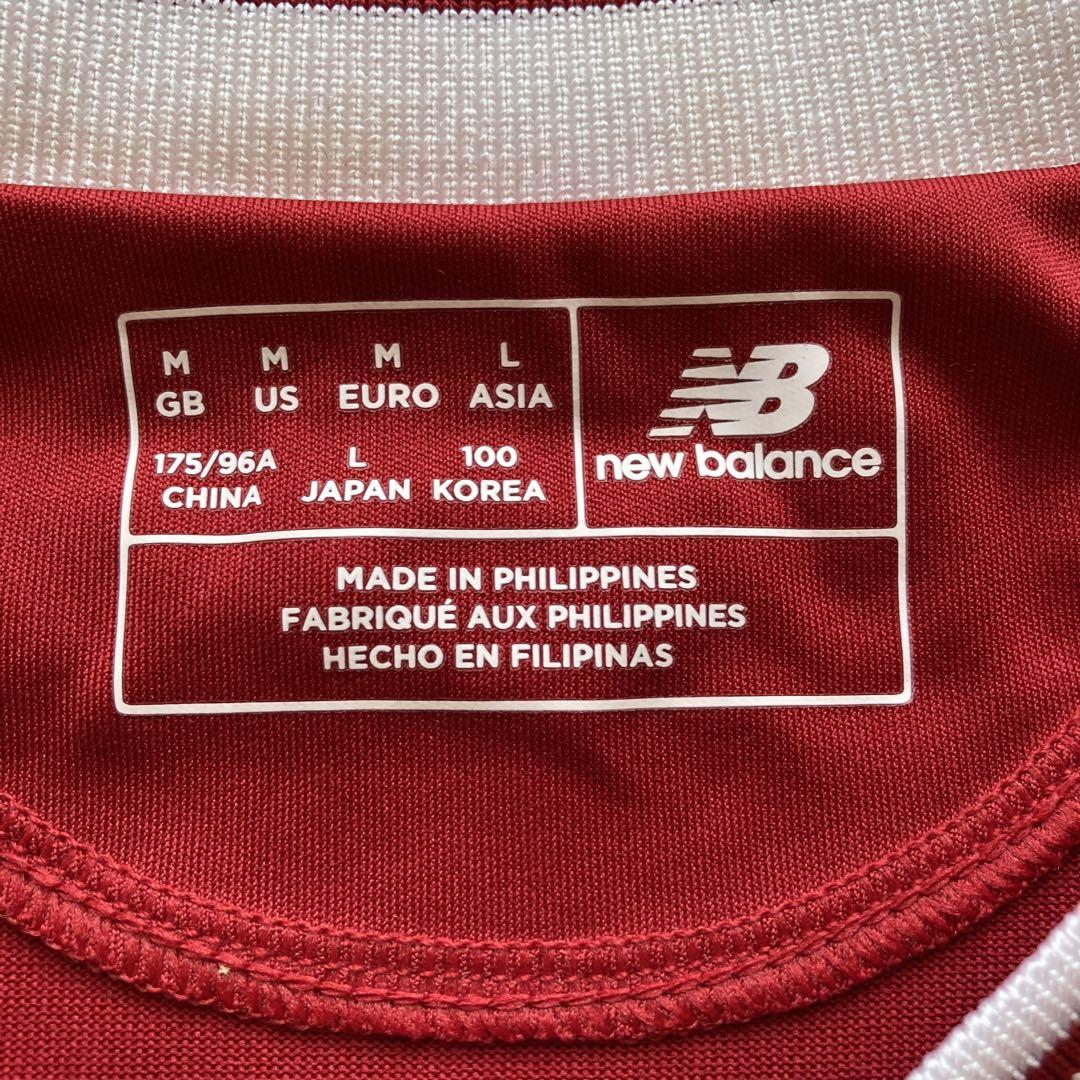 M M M L
GB US EURO ASIA
175/96A L 100
CHINA JAPAN KOREA
NB
new balance
MADE IN PHILIPPINES
FABRIQUÉ AUX PHILIPPINES
HECHO EN FILIPINAS